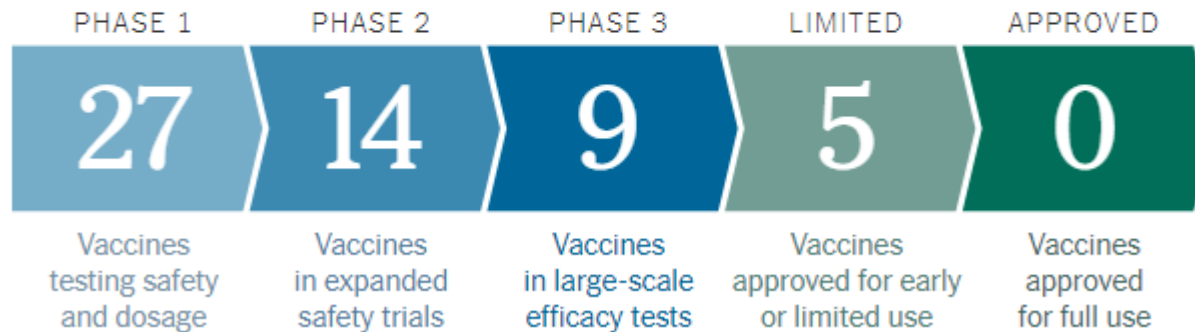 PHASE 1 PHASE 2 PHASE 3 LIMITED APPROVED
27 14 9 5 0
Vaccines Vaccines Vaccines Vaccines Vaccines
testing safety in expanded in large-scale approved for early approved
and dosage safety trials efficacy tests or limited use for full use